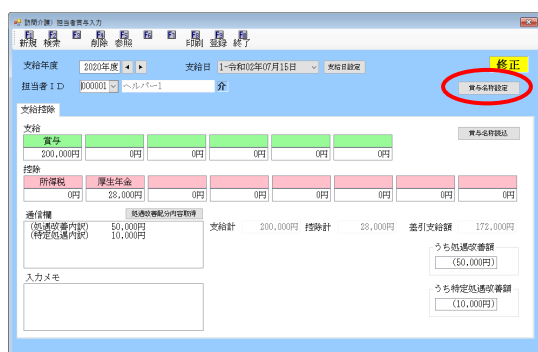 訪問介護） 担当者賞与入力
新規 検索 削除 参照 印刷 登録 終了
支給年度 2020年度 支給日 1-令和02年07月15日 支給日設定 修正
担当者ＩＤ 000001 ヘルパー1 介 賞与名称設定
支給控除
支給 賞与名称読込
賞与
200,000円 0円 0円 0円 0円 0円
控除
所得税 厚生年金
0円 28,000円 0円 0円 0円 0円 0円 0円
通信欄 処遇改善配分内容取得
(処遇改善内訳) 50,000円 支給計 200,000円 控除計 28,000円 差引支給額 172,000円
(特定処遇内訳) 10,000円
うち処遇改善額
(50,000円)
入力メモ
うち特定処遇改善額
(10,000円)